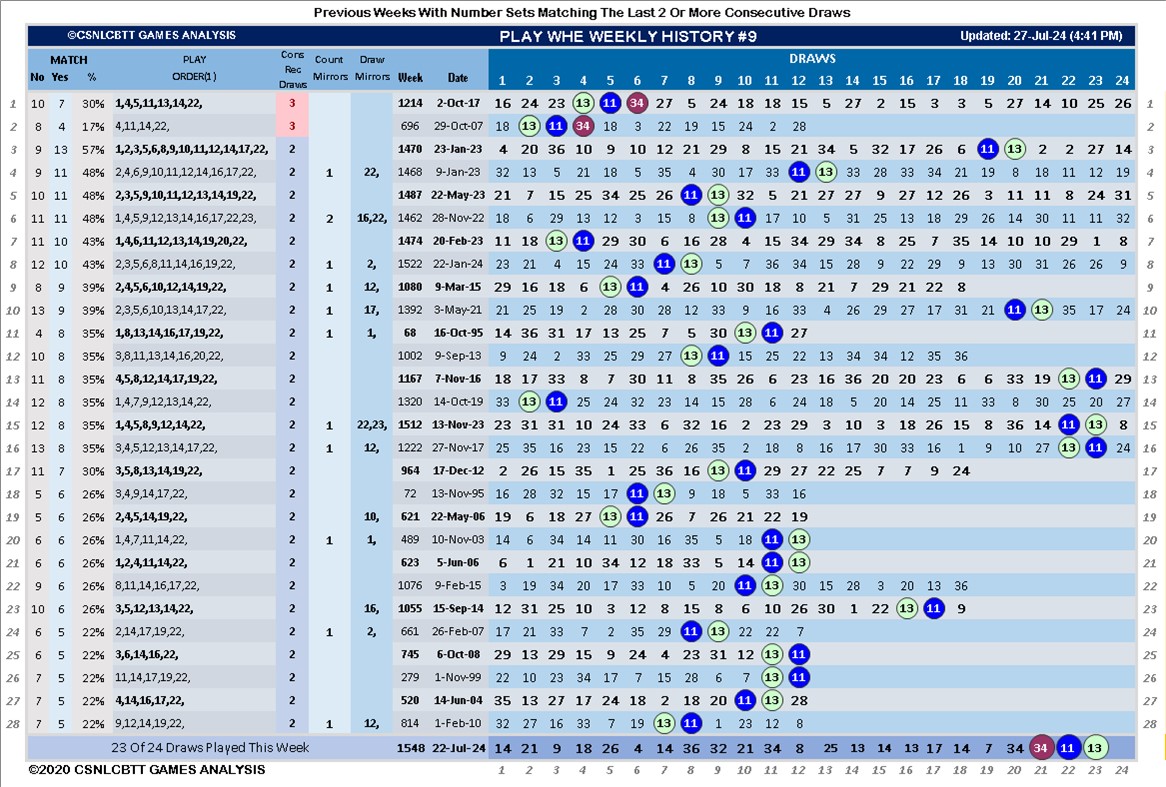 Previous Weeks With Number Sets Matching The Last 2 Or More Consecutive Draws
©CSNLCBTT GAMES ANALYSIS PLAY WHE WEEKLY HISTORY #9 Updated: 27-Jul-24 (4:41 PM)
MATCH PLAY Cons Count Draw DRAWS
No Yes % ORDER(1) Rec Draws Mirrors Mirrors Week Date 1 2 3 4 5 6 7 8 9 10 11 12 13 14 15 16 17 18 19 20 21 22 23 24
1 10 7 30% 1,4,5,11,13,14,22, 3 1214 2-Oct-17 16 24 23 13 11 34 27 5 24 18 18 15 5 27 2 15 3 3 5 27 14 10 25 26 1
2 8 4 17% 4,11,14,22, 3 696 29-Oct-07 18 13 11 34 18 3 22 19 15 24 2 28 2
3 9 13 57% 1,2,3,5,6,8,9,10,11,12,14,17,22, 2 1470 23-Jan-23 4 20 36 10 9 10 12 21 29 8 15 21 34 5 32 17 26 6 11 13 2 2 27 14 3
4 9 11 48% 2,4,6,9,10,11,12,14,16,17,22, 2 1 22, 1468 9-Jan-23 32 13 5 21 18 5 35 4 30 17 33 11 13 33 28 33 34 21 19 8 18 11 12 19 4
5 10 11 48% 2,3,5,9,10,11,12,13,14,19,22, 2 1487 22-May-23 21 7 15 25 34 25 26 11 13 32 5 21 27 27 9 27 12 26 3 11 11 8 24 31 5
6 11 11 48% 1,4,5,9,12,13,14,16,17,22,23, 2 2 16,22, 1462 28-Nov-22 18 6 29 13 12 3 15 8 13 11 17 10 5 31 25 13 18 29 26 14 30 11 11 32 6
7 11 10 43% 1,4,6,11,12,13,14,19,20,22, 2 1474 20-Feb-23 11 18 13 11 29 30 6 16 28 4 15 34 29 34 8 25 7 35 14 10 10 29 1 8 7
8 12 10 43% 2,3,5,6,8,11,14,16,19,22, 2 1 2, 1522 22-Jan-24 23 21 4 15 24 33 11 13 5 7 36 34 15 28 9 22 29 9 13 30 31 26 26 9 8
9 8 9 39% 2,4,5,6,10,12,14,19,22, 2 1 12, 1080 9-Mar-15 29 16 18 6 13 11 4 26 10 30 18 8 21 7 29 21 22 8 9
10 13 9 39% 2,3,5,6,10,13,14,17,22, 2 1 17, 1392 3-May-21 21 25 19 2 28 30 28 12 33 9 16 33 4 26 29 27 17 31 21 11 13 35 17 24 10
11 4 8 35% 1,8,13,14,16,17,19,22, 2 1 1, 68 16-Oct-95 14 36 31 17 13 25 7 5 30 13 11 27 11
12 10 8 35% 3,8,11,13,14,16,20,22, 2 1002 9-Sep-13 9 24 2 33 25 29 27 13 11 15 25 22 13 34 34 12 35 36 12
13 11 8 35% 4,5,8,12,14,17,19,22, 2 1167 7-Nov-16 18 17 33 8 7 30 11 8 35 26 6 23 16 36 20 20 23 6 6 33 19 13 11 29 13
14 12 8 35% 1,4,7,9,12,13,14,22, 2 1320 14-Oct-19 33 13 11 25 24 32 23 14 15 28 6 24 18 5 20 14 25 11 33 8 30 25 20 27 14
15 12 8 35% 1,4,5,8,9,12,14,22, 2 1 22,23, 1512 13-Nov-23 31 31 10 24 33 6 32 16 2 23 29 3 10 3 18 26 15 8 36 14 11 13 8 15
16 13 8 35% 3,4,5,12,13,14,17,22, 2 1 12, 1222 27-Nov-17 25 35 16 23 15 22 6 26 35 2 18 18 16 17 30 33 16 1 9 10 27 13 11 24 16
17 11 7 30% 3,5,8,13,14,19,22, 2 964 17-Dec-12 2 26 15 35 1 25 36 16 13 11 29 27 22 25 7 7 9 24 17
18 5 6 26% 3,4,9,14,17,22, 2 72 13-Nov-95 16 28 32 15 17 11 13 9 18 5 33 16 18
19 5 6 26% 2,4,5,14,19,22, 2 10, 621 22-May-06 19 6 18 27 13 11 26 7 26 21 22 19 19
20 6 6 26% 1,4,7,11,14,22, 2 1 1, 489 10-Nov-03 14 6 34 14 11 30 16 35 5 18 11 13 20
21 6 6 26% 1,2,4,11,14,22, 2 623 5-Jun-06 6 1 21 10 34 12 18 33 5 14 11 13 21
22 9 6 26% 8,11,14,16,17,22, 2 1076 9-Feb-15 3 19 34 20 17 33 10 5 20 11 13 30 15 28 3 20 13 36 22
23 10 6 26% 3,5,12,13,14,22, 2 16, 1055 15-Sep-14 12 31 25 10 3 12 8 15 8 6 10 26 30 1 22 13 11 9 23
24 6 5 22% 2,14,17,19,22, 2 1 2, 661 26-Feb-07 17 21 33 7 2 35 29 11 13 22 22 7 24
25 6 5 22% 3,6,14,16,22, 2 745 6-Oct-08 29 13 29 15 9 24 4 23 31 12 13 11 25
26 7 5 22% 11,14,17,19,22, 2 279 1-Nov-99 22 10 23 34 17 7 15 28 6 7 13 11 26
27 7 5 22% 4,14,16,17,22, 2 520 14-Jun-04 35 13 27 17 24 18 2 18 20 11 13 28 27
28 7 5 22% 9,12,14,19,22, 2 1 12, 814 1-Feb-10 32 27 16 33 7 19 13 11 1 23 12 8 28
23 Of 24 Draws Played This Week 1548 22-Jul-24 14 21 9 18 26 4 14 36 32 21 34 8 25 13 14 13 17 14 7 34 34 11 13
©2020 CSNLCBTT GAMES ANALYSIS 1 2 3 4 5 6 7 8 9 10 11 12 13 14 15 16 17 18 19 20 21 22 23 24